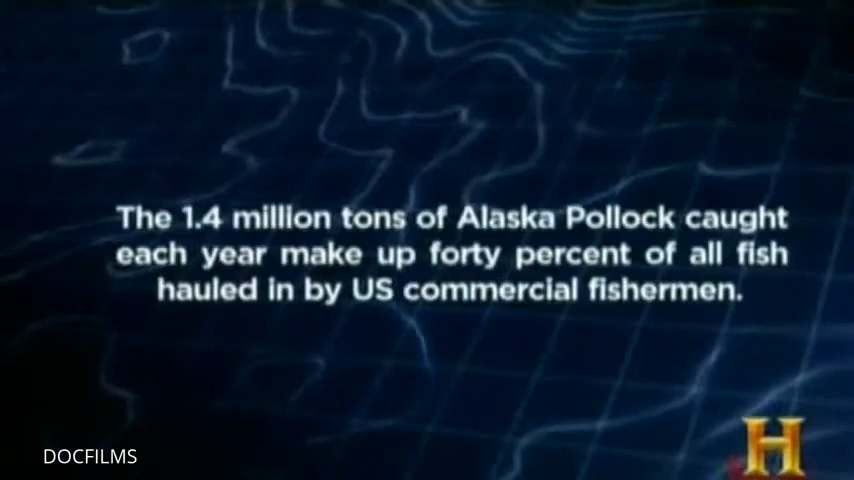 The 1.4 million tons of Alaska Pollock caught
each year make up forty percent of all fish
hauled in by US commercial fishermen.
DOCFILMS
H